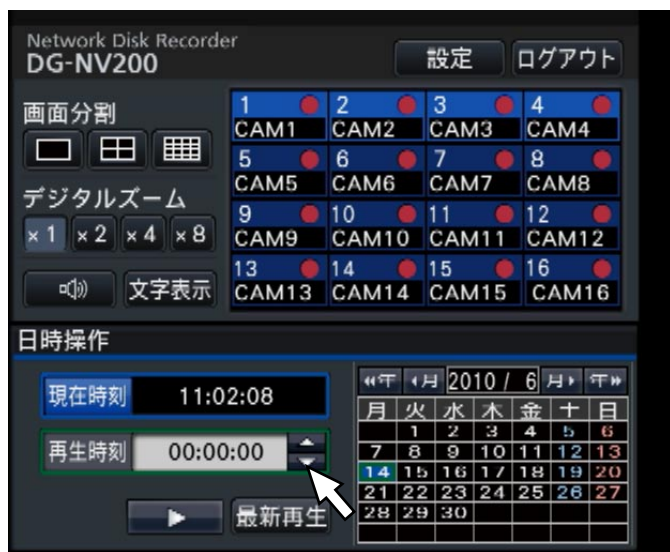 Network Disk Recorder
DG-NV200
設定
ログアウト
画面分割
1 2 3 4
CAM1 CAM2 CAM3 CAM4
5 6 7 8
CAM5 CAM6 CAM7 CAM8
9 10 11 12
CAM9 CAM10 CAM11 CAM12
13 14 15 16
CAM13 CAM14 CAM15 CAM16
デジタルズーム
×1 ×2 ×4 ×8
文字表示
日時操作
現在時刻 11:02:08
再生時刻 00:00:00
最新再生
年 月 2010 / 6 月 年
月 火 水 木 金 土 日
1 2 3 4 5 6
7 8 9 10 11 12 13
14 15 16 17 18 19 20
21 22 23 24 25 26 27
28 29 30